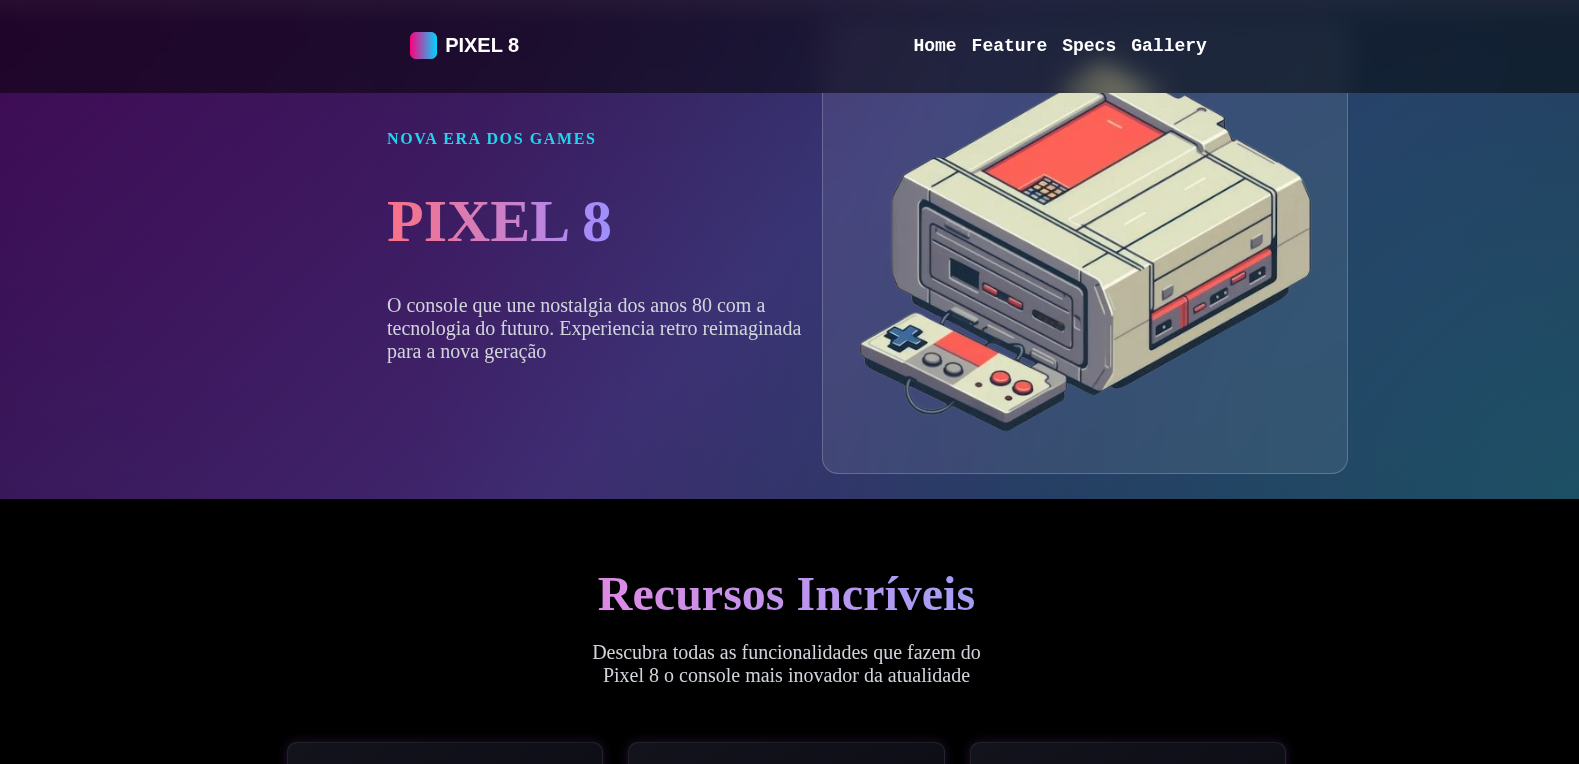 PIXEL 8
Home Feature Specs Gallery
NOVA ERA DOS GAMES
PIXEL 8
O console que une nostalgia dos anos 80 com a
tecnologia do futuro. Experiencia retro reimaginada
para a nova geração
Recursos Incríveis
Descubra todas as funcionalidades que fazem do
Pixel 8 o console mais inovador da atualidade